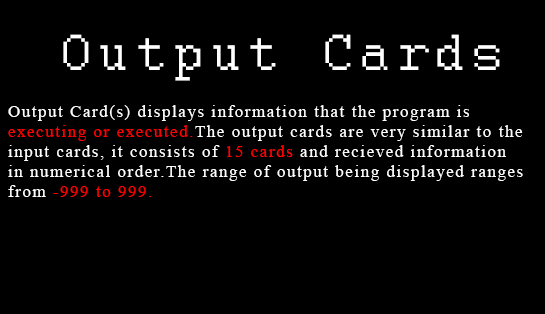 Output Cards
Output Card(s) displays information that the program is
executing or executed.The output cards are very similar to the
input cards, it consists of 15 cards and recieved information
in numerical order.The range of output being displayed ranges
from -999 to 999.